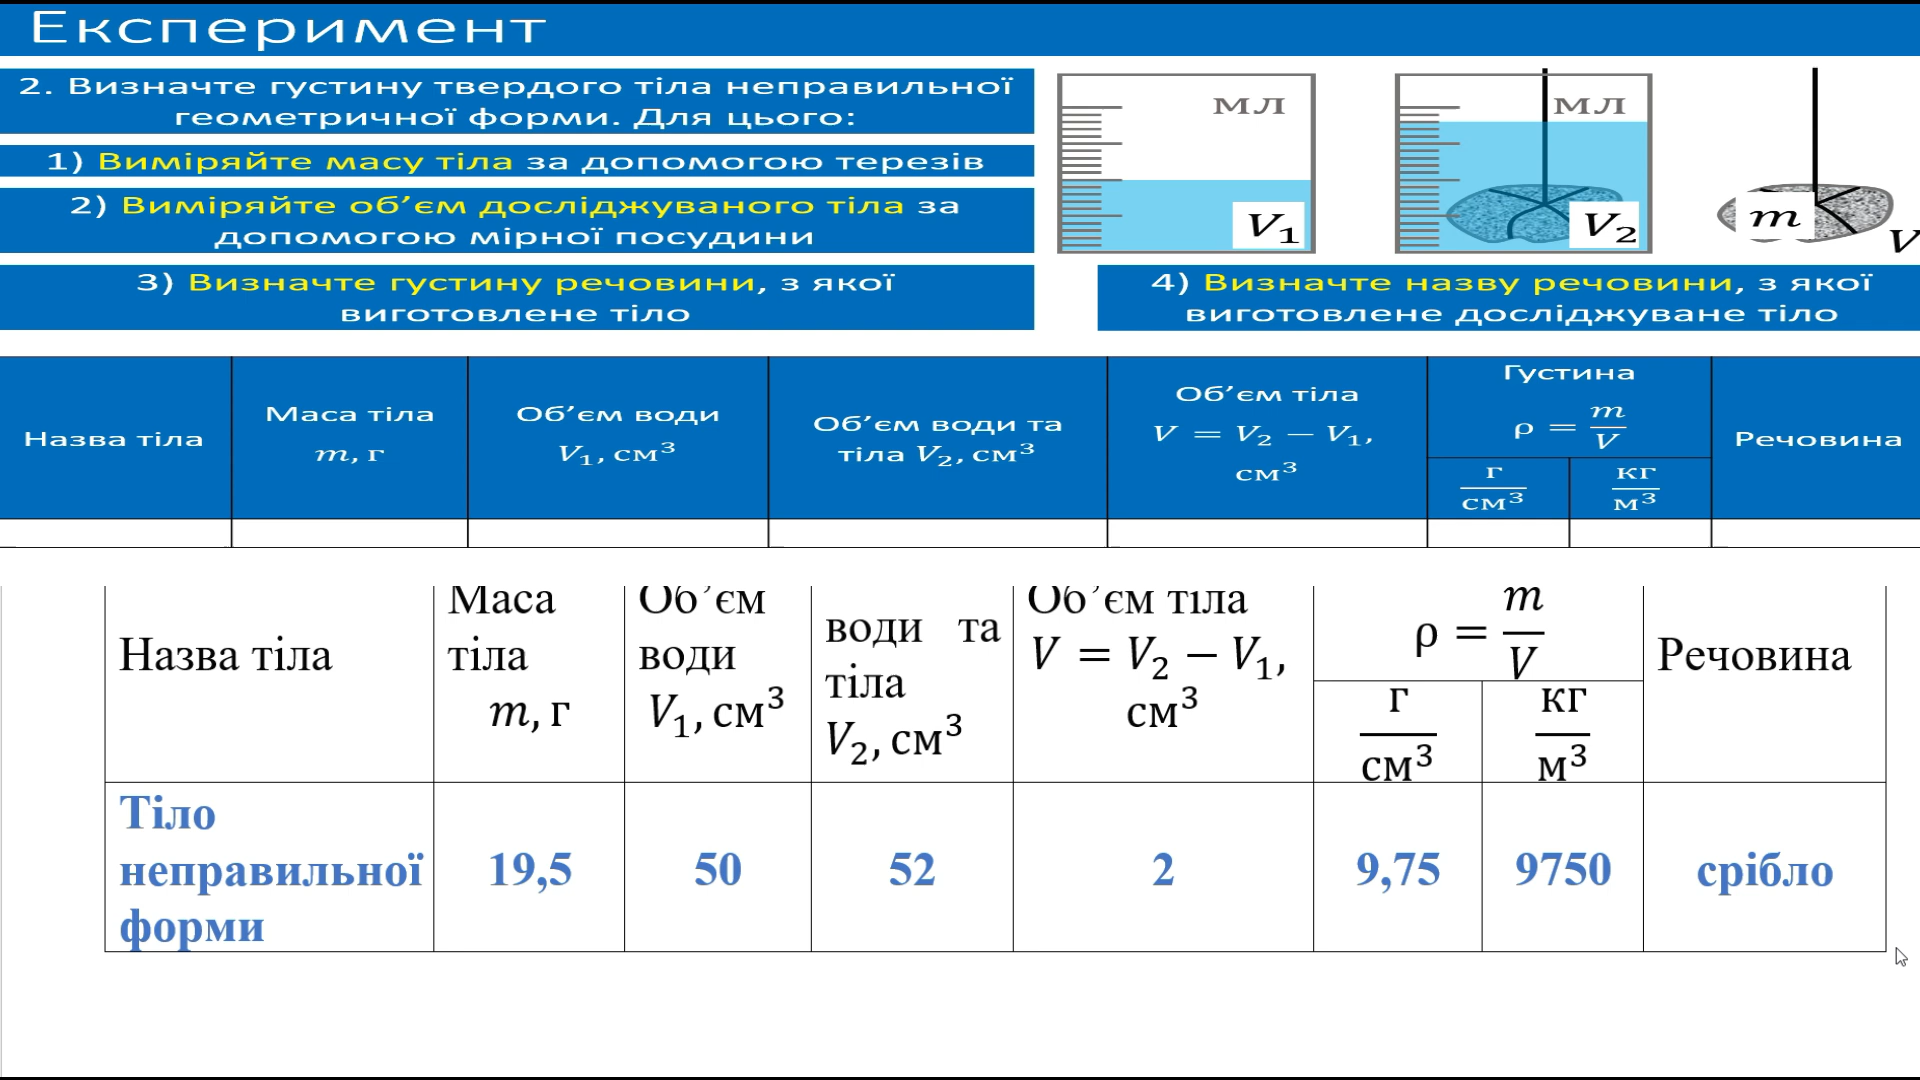 Експеримент
2. Визначте густину твердого тіла неправильної
геометричної форми. Для цього:
1) Виміряйте масу тіла за допомогою терезів
2) Виміряйте об’єм досліджуваного тіла за
допомогою мірної посудини
3) Визначте густину речовини, з якої
виготовлене тіло
мл
V₁
мл
V₂
m
V
4) Визначте назву речовини, з якої
виготовлене досліджуване тіло
Назва тіла
Маса тіла
m, г
Об’єм води
V₁, см³
Об’єм води та
тіла V₂, см³
Об’єм тіла
V = V₂ − V₁,
см³
Густина
ρ = m/V
г/см³
кг/м³
Речовина
Назва тіла
Маса
тіла
m, г
Об’єм
води
V₁, см³
води та
тіла
V₂, см³
Об’єм тіла
V = V₂ − V₁,
см³
ρ = m/V
г/см³
кг/м³
Речовина
Тіло
неправильної
форми
19,5
50
52
2
9,75
9750
срібло